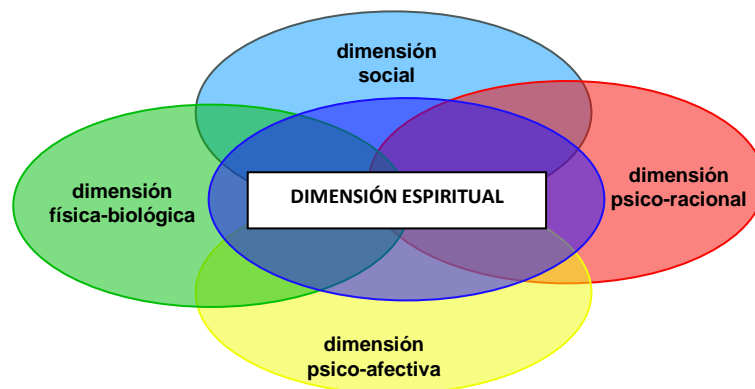 dimensión
social
dimensión
física-biológica
DIMENSIÓN ESPIRITUAL
dimensión
psico-racional
dimensión
psico-afectiva